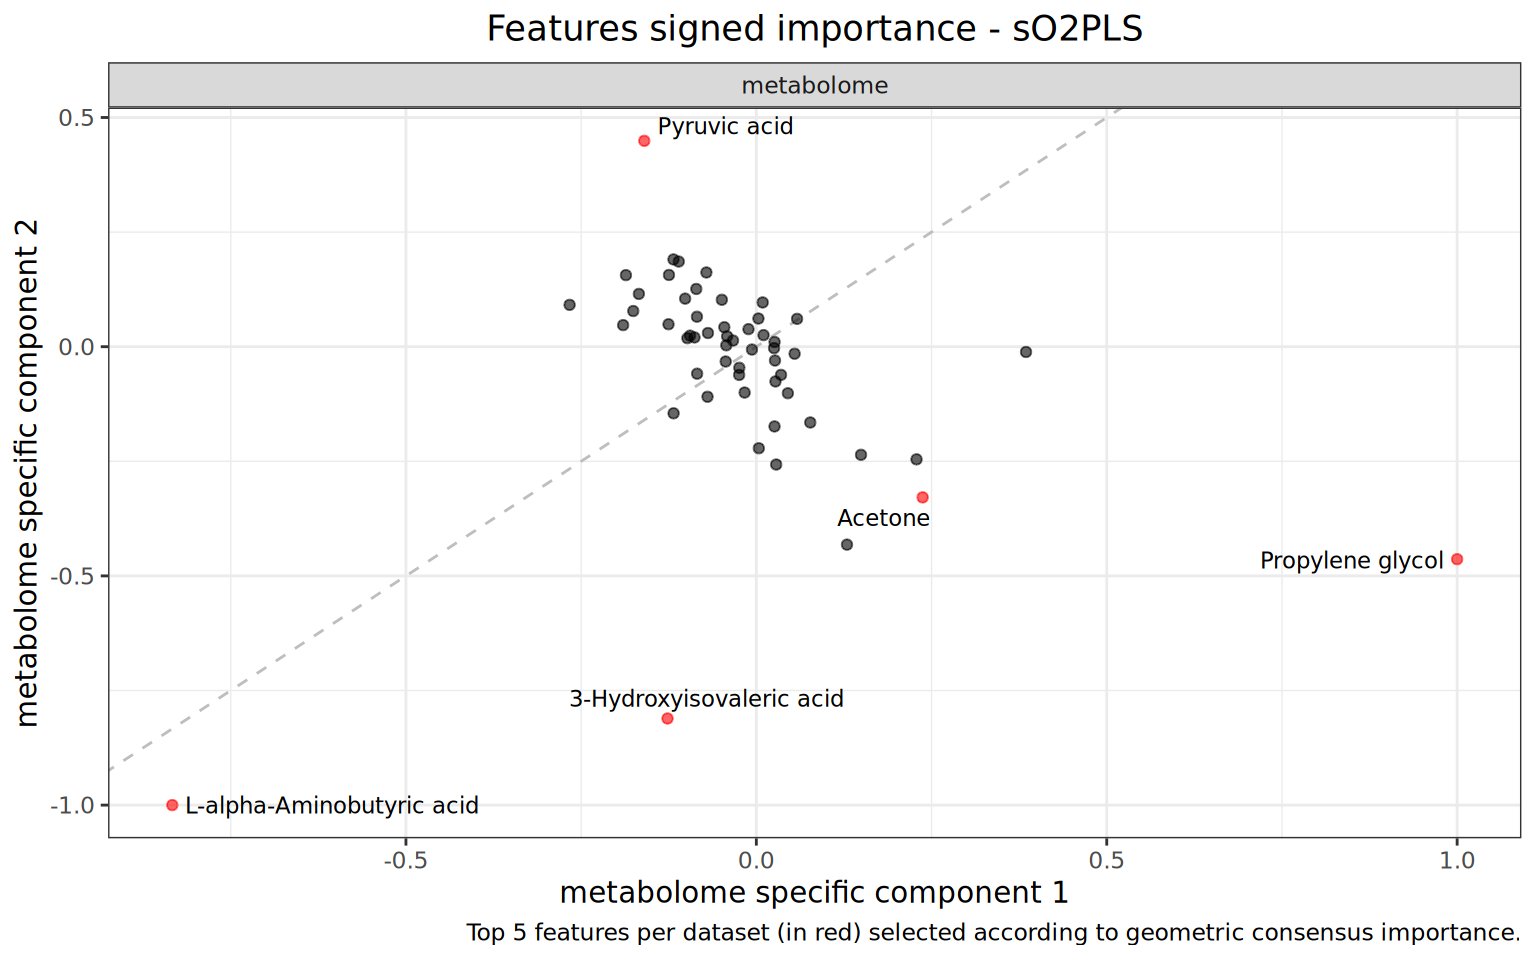 Features signed importance - sO2PLS
metabolome
metabolome specific component 2
0.5
0.0
-0.5
-1.0
Pyruvic acid
Acetone
Propylene glycol
3-Hydroxyisovaleric acid
L-alpha-Aminobutyric acid
-0.5 0.0 0.5 1.0
metabolome specific component 1
Top 5 features per dataset (in red) selected according to geometric consensus importance.